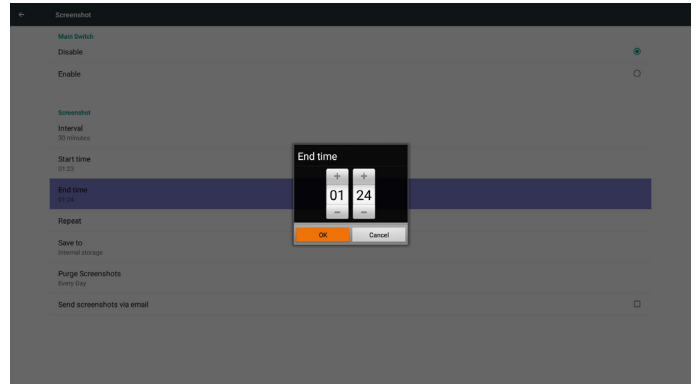 Screenshot
Main Switch
Disable
Enable
Screenshot
Interval
30 minutes
Start time
01:23
End time
01:24
Repeat
Save to
Internal storage
Purge Screenshots
Every Day
Send screenshots via email
End time
+ +
01 24
- -
OK Cancel